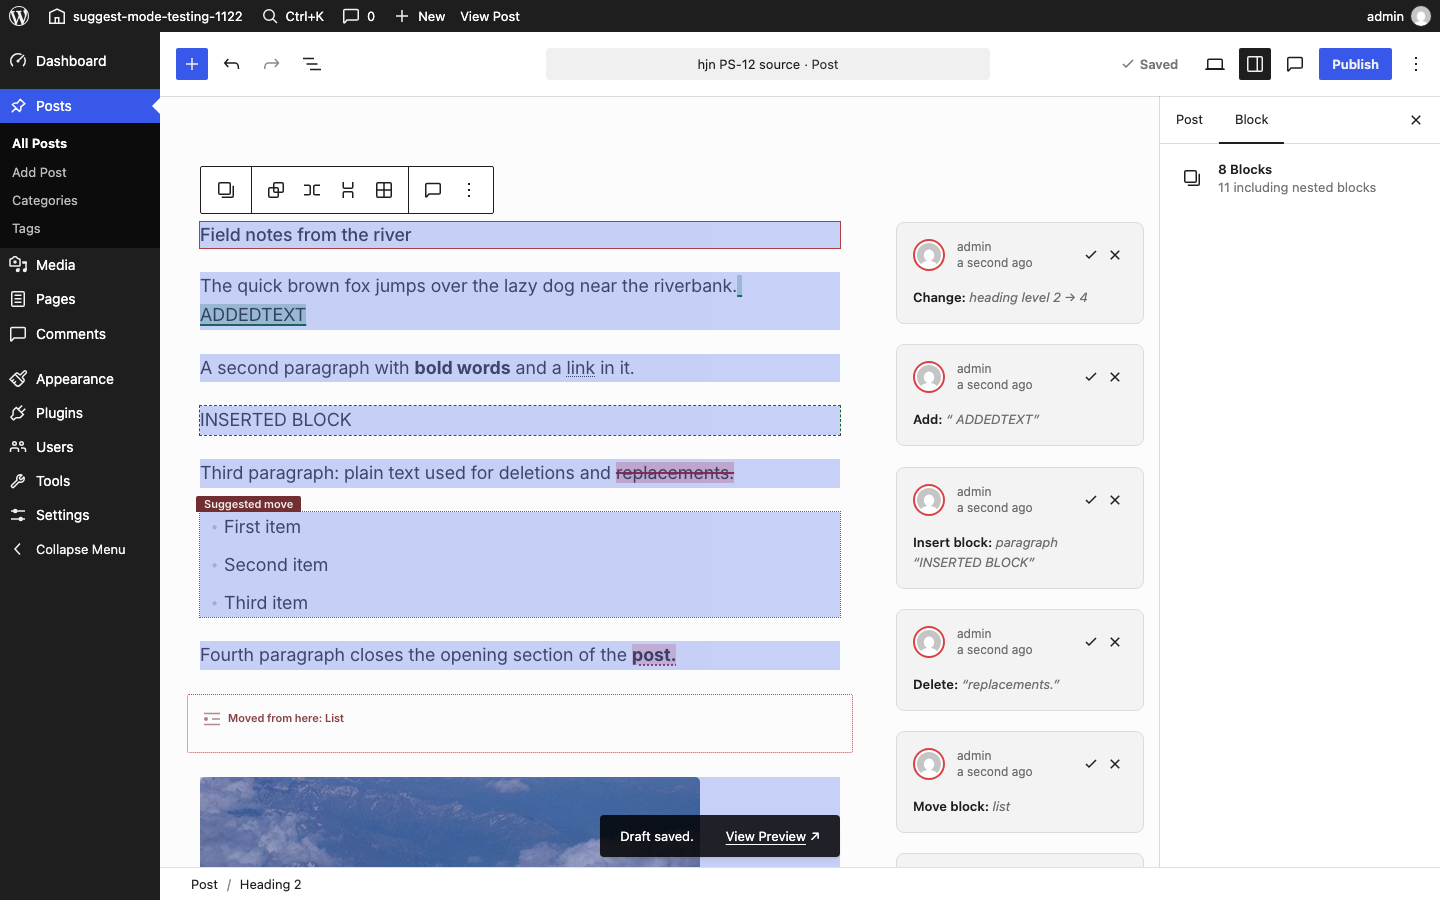 suggest-mode-testing-1122
Ctrl+K
0
New
View Post
admin
Dashboard
Posts
All Posts
Add Post
Categories
Tags
Media
Pages
Comments
Appearance
Plugins
Users
Tools
Settings
Collapse Menu
hjn PS-12 source · Post
Saved
Publish
Post
Block
8 Blocks
11 including nested blocks
Field notes from the river
The quick brown fox jumps over the lazy dog near the riverbank.
ADDEDTEXT
A second paragraph with bold words and a link in it.
INSERTED BLOCK
Third paragraph: plain text used for deletions and replacements.
Suggested move
• First item
• Second item
• Third item
Fourth paragraph closes the opening section of the post.
Moved from here: List
Draft saved.
View Preview ↗
admin
a second ago
Change: heading level 2 → 4
admin
a second ago
Add: “ ADDEDTEXT”
admin
a second ago
Insert block: paragraph
“INSERTED BLOCK”
admin
a second ago
Delete: “replacements.”
admin
a second ago
Move block: list
Post / Heading 2